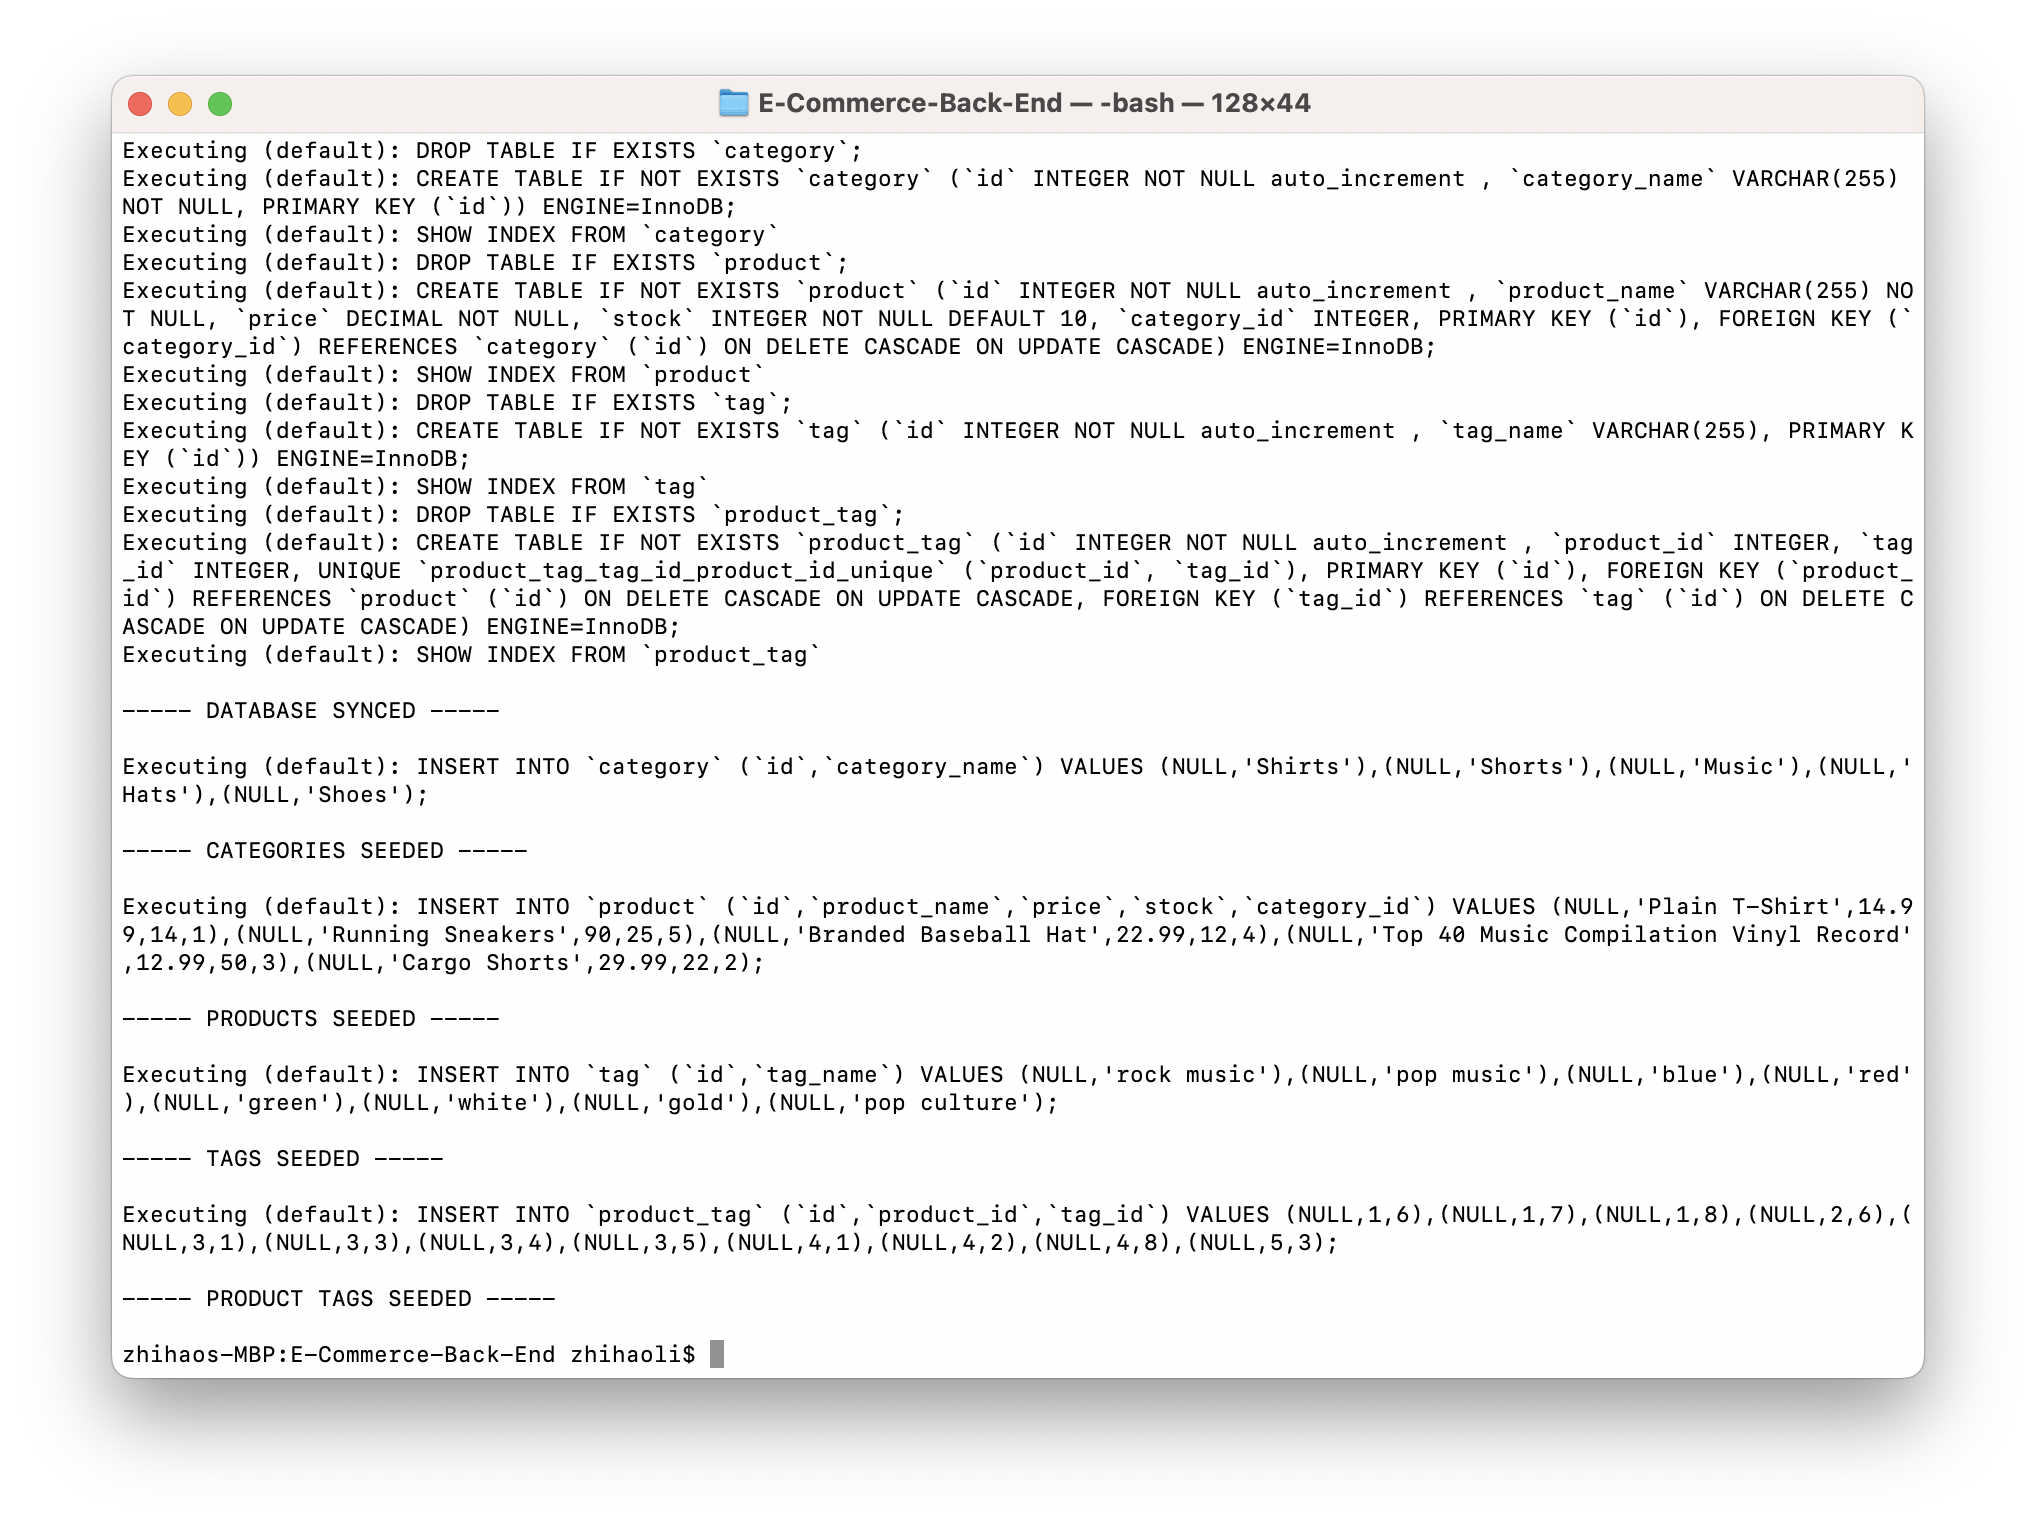 E-Commerce-Back-End — -bash — 128×44
Executing (default): DROP TABLE IF EXISTS `category`;
Executing (default): CREATE TABLE IF NOT EXISTS `category` (`id` INTEGER NOT NULL auto_increment , `category_name` VARCHAR(255)
NOT NULL, PRIMARY KEY (`id`)) ENGINE=InnoDB;
Executing (default): SHOW INDEX FROM `category`
Executing (default): DROP TABLE IF EXISTS `product`;
Executing (default): CREATE TABLE IF NOT EXISTS `product` (`id` INTEGER NOT NULL auto_increment , `product_name` VARCHAR(255) NO
T NULL, `price` DECIMAL NOT NULL, `stock` INTEGER NOT NULL DEFAULT 10, `category_id` INTEGER, PRIMARY KEY (`id`), FOREIGN KEY (`
category_id`) REFERENCES `category` (`id`) ON DELETE CASCADE ON UPDATE CASCADE) ENGINE=InnoDB;
Executing (default): SHOW INDEX FROM `product`
Executing (default): DROP TABLE IF EXISTS `tag`;
Executing (default): CREATE TABLE IF NOT EXISTS `tag` (`id` INTEGER NOT NULL auto_increment , `tag_name` VARCHAR(255), PRIMARY K
EY (`id`)) ENGINE=InnoDB;
Executing (default): SHOW INDEX FROM `tag`
Executing (default): DROP TABLE IF EXISTS `product_tag`;
Executing (default): CREATE TABLE IF NOT EXISTS `product_tag` (`id` INTEGER NOT NULL auto_increment , `product_id` INTEGER, `tag
_id` INTEGER, UNIQUE `product_tag_tag_id_product_id_unique` (`product_id`, `tag_id`), PRIMARY KEY (`id`), FOREIGN KEY (`product_
id`) REFERENCES `product` (`id`) ON DELETE CASCADE ON UPDATE CASCADE, FOREIGN KEY (`tag_id`) REFERENCES `tag` (`id`) ON DELETE C
ASCADE ON UPDATE CASCADE) ENGINE=InnoDB;
Executing (default): SHOW INDEX FROM `product_tag`
----- DATABASE SYNCED -----
Executing (default): INSERT INTO `category` (`id`,`category_name`) VALUES (NULL,'Shirts'),(NULL,'Shorts'),(NULL,'Music'),(NULL,'
Hats'),(NULL,'Shoes');
----- CATEGORIES SEEDED -----
Executing (default): INSERT INTO `product` (`id`,`product_name`,`price`,`stock`,`category_id`) VALUES (NULL,'Plain T-Shirt',14.9
9,14,1),(NULL,'Running Sneakers',90,25,5),(NULL,'Branded Baseball Hat',22.99,12,4),(NULL,'Top 40 Music Compilation Vinyl Record'
,12.99,50,3),(NULL,'Cargo Shorts',29.99,22,2);
----- PRODUCTS SEEDED -----
Executing (default): INSERT INTO `tag` (`id`,`tag_name`) VALUES (NULL,'rock music'),(NULL,'pop music'),(NULL,'blue'),(NULL,'red'
),(NULL,'green'),(NULL,'white'),(NULL,'gold'),(NULL,'pop culture');
----- TAGS SEEDED -----
Executing (default): INSERT INTO `product_tag` (`id`,`product_id`,`tag_id`) VALUES (NULL,1,6),(NULL,1,7),(NULL,1,8),(NULL,2,6),(
NULL,3,1),(NULL,3,3),(NULL,3,4),(NULL,3,5),(NULL,4,1),(NULL,4,2),(NULL,4,8),(NULL,5,3);
----- PRODUCT TAGS SEEDED -----
zhihaos-MBP:E-Commerce-Back-End zhihaoli$